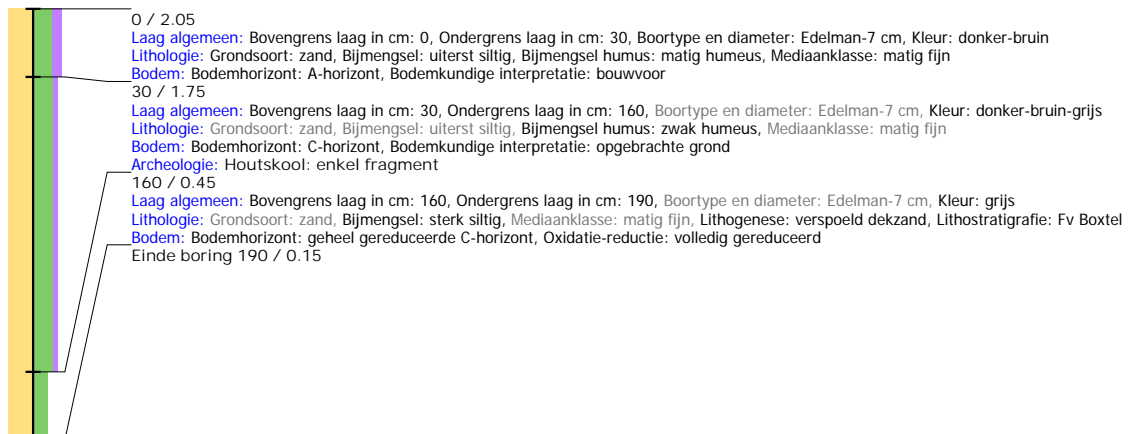 0 / 2.05
Laag algemeen: Bovengrens laag in cm: 0, Ondergrens laag in cm: 30, Boortype en diameter: Edelman-7 cm, Kleur: donker-bruin
Lithologie: Grondsoort: zand, Bijmengsel: uiterst siltig, Bijmengsel humus: matig humeus, Mediaanklasse: matig fijn
Bodem: Bodemhorizont: A-horizont, Bodemkundige interpretatie: bouwvoor
30 / 1.75
Laag algemeen: Bovengrens laag in cm: 30, Ondergrens laag in cm: 160, Boortype en diameter: Edelman-7 cm, Kleur: donker-bruin-grijs
Lithologie: Grondsoort: zand, Bijmengsel: uiterst siltig, Bijmengsel humus: zwak humeus, Mediaanklasse: matig fijn
Bodem: Bodemhorizont: C-horizont, Bodemkundige interpretatie: opgebrachte grond
Archeologie: Houtskool: enkel fragment
160 / 0.45
Laag algemeen: Bovengrens laag in cm: 160, Ondergrens laag in cm: 190, Boortype en diameter: Edelman-7 cm, Kleur: grijs
Lithologie: Grondsoort: zand, Bijmengsel: sterk siltig, Mediaanklasse: matig fijn, Lithogenese: verspoeld dekzand, Lithostratigrafie: Fv Boxtel
Bodem: Bodemhorizont: geheel gereduceerde C-horizont, Oxidatie-reductie: volledig gereduceerd
Einde boring 190 / 0.15